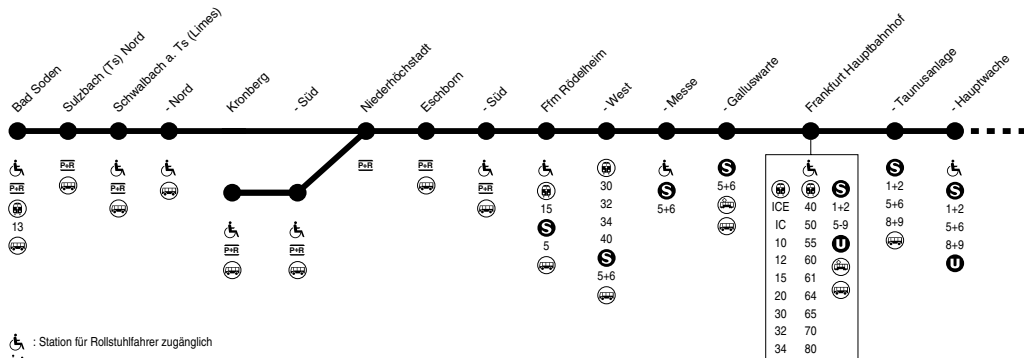 Bad Soden
Sulzbach (Ts) Nord
Schwalbach a. Ts (Limes)
- Nord
Kronberg
- Süd
Niederhöchstadt
Eschborn
- Süd
Ffm Rödelheim
- West
- Messe
- Galluswarte
Frankfurt Hauptbahnhof
- Taunusanlage
- Hauptwache
P+R
13
P+R
P+R
P+R
P+R
P+R
P+R
P+R
15
S
5
30
32
34
40
S
5+6
S
5+6
S
5+6
ICE
IC
10
12
15
20
30
32
34
40
50
55
60
61
64
65
70
80
S
1+2
5-9
U
S
1+2
5+6
8+9
S
1+2
5+6
8+9
U
: Station für Rollstuhlfahrer zugänglich